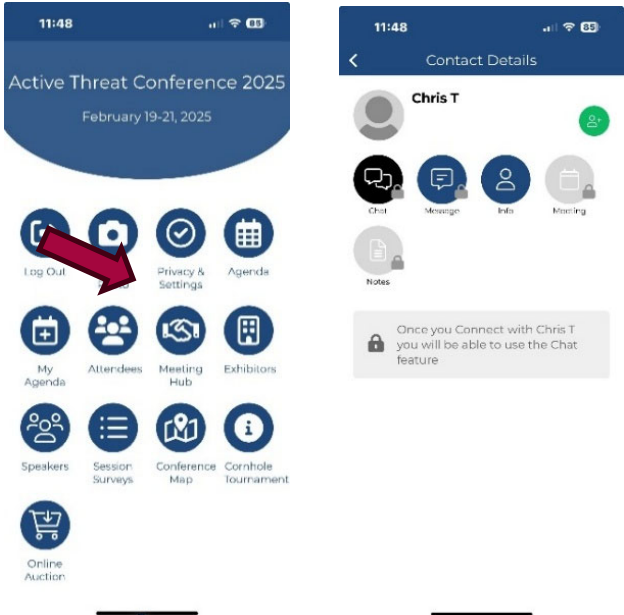 11:48
85
Active Threat Conference 2025
February 19-21, 2025
Log Out
Privacy &
Settings
Agenda
My
Agenda
Attendees
Meeting
Hub
Exhibitors
Speakers
Session
Surveys
Conference
Map
Cornhole
Tournament
Online
Auction
11:48
85
Contact Details
Chris T
Chat
Message
Info
Meeting
Notes
Once you Connect with Chris T
you will be able to use the Chat
feature